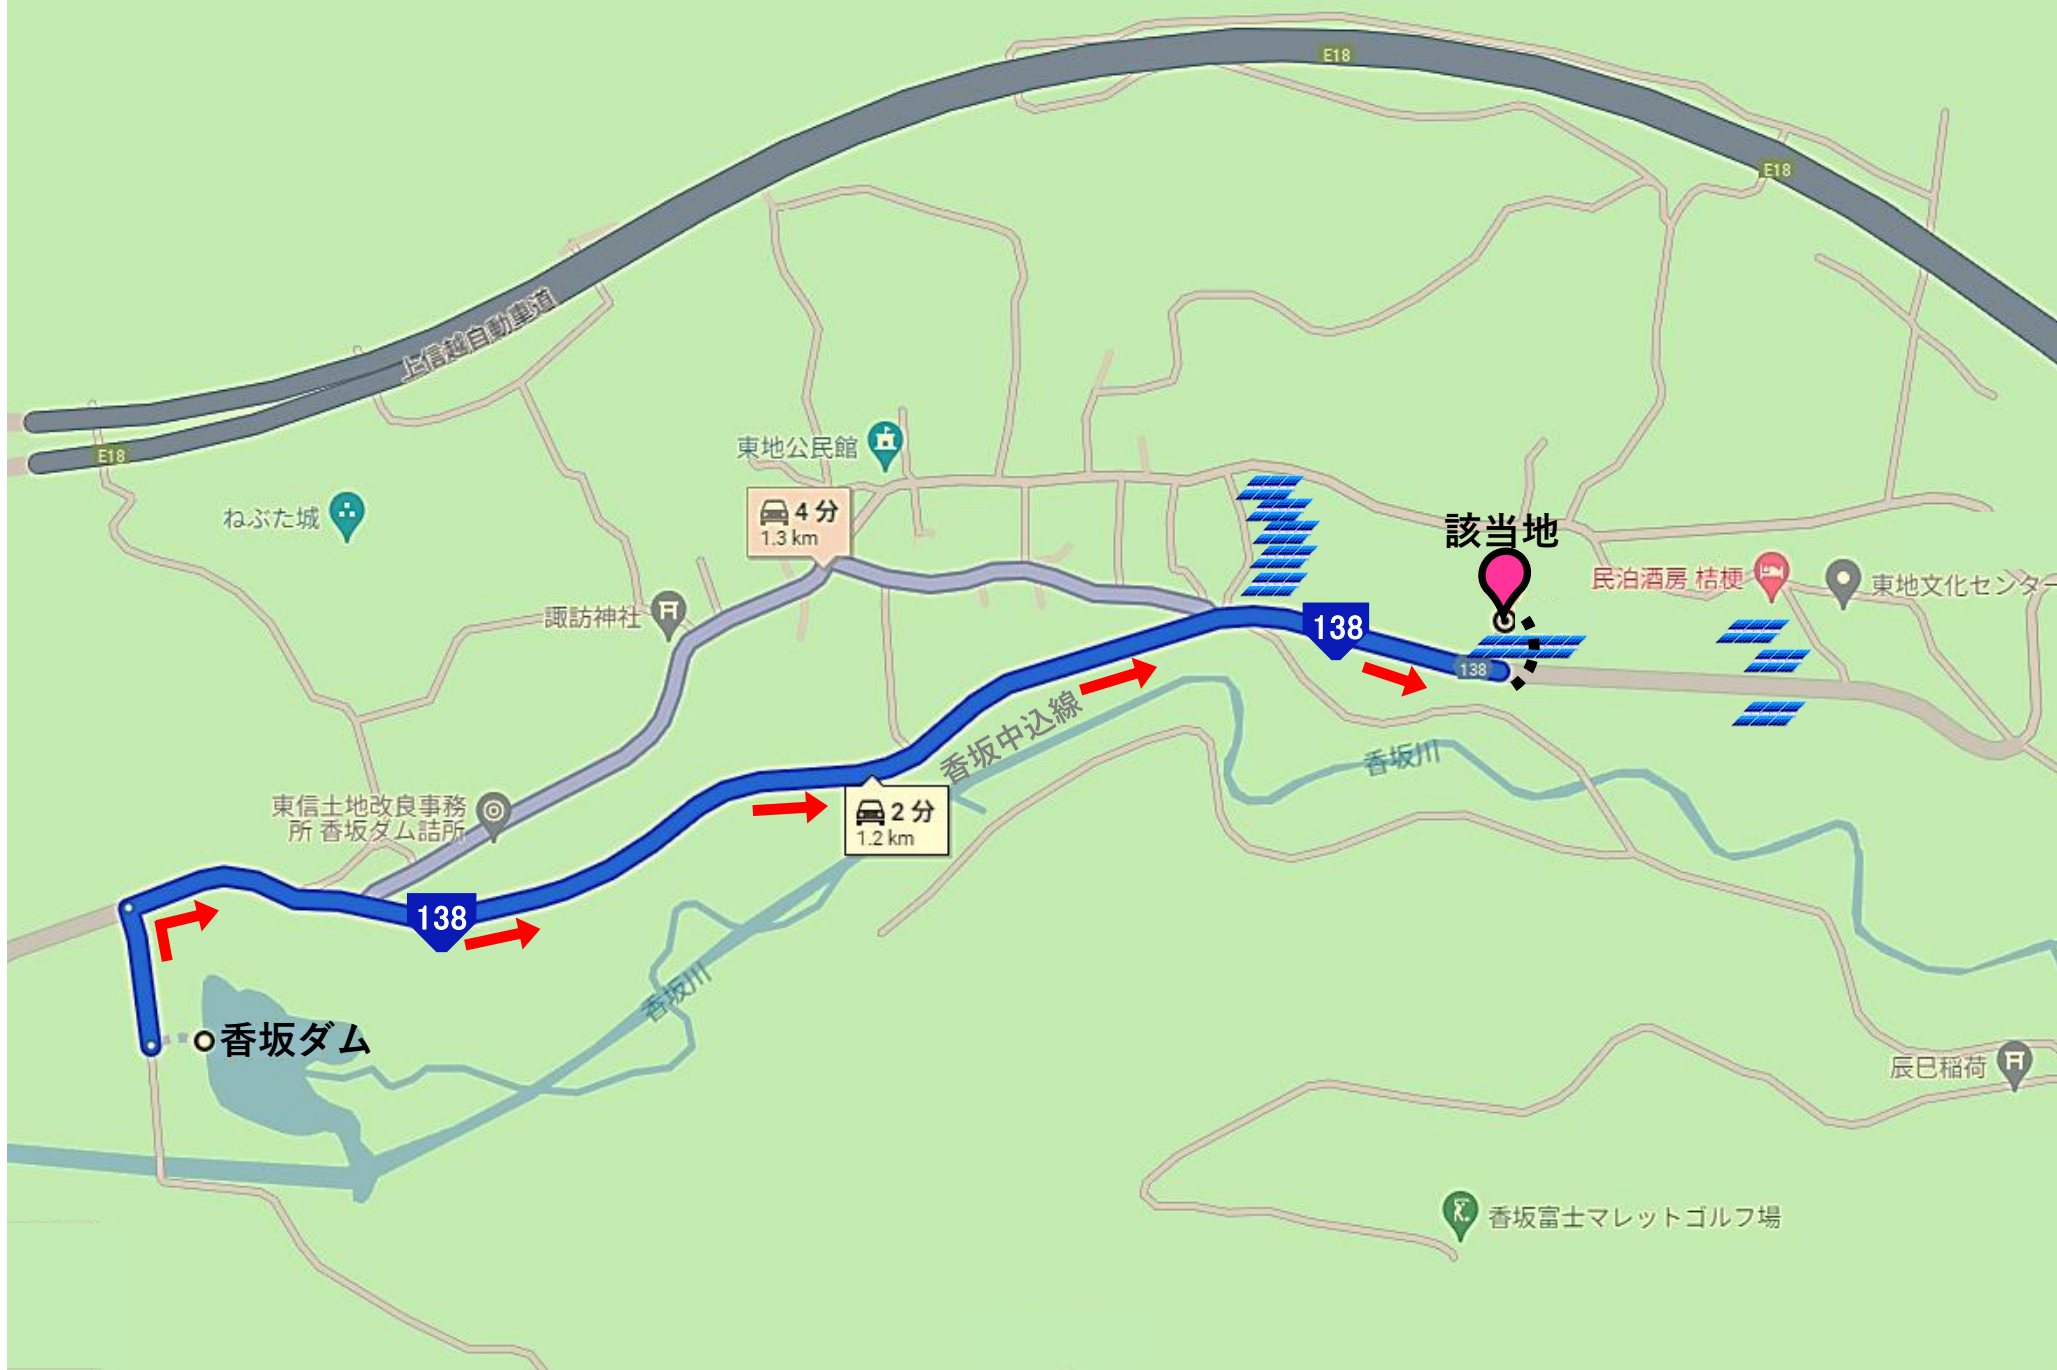 E18
E18
上信越自動車道
E18
東地公民館
ねぶた城
4 分
1.3 km
該当地
民泊酒房 桔梗
東地文化センター
諏訪神社
138
138
香坂中込線
香坂川
東信土地改良事務
所 香坂ダム詰所
2 分
1.2 km
138
香坂川
香坂ダム
辰巳稲荷
香坂富士マレットゴルフ場